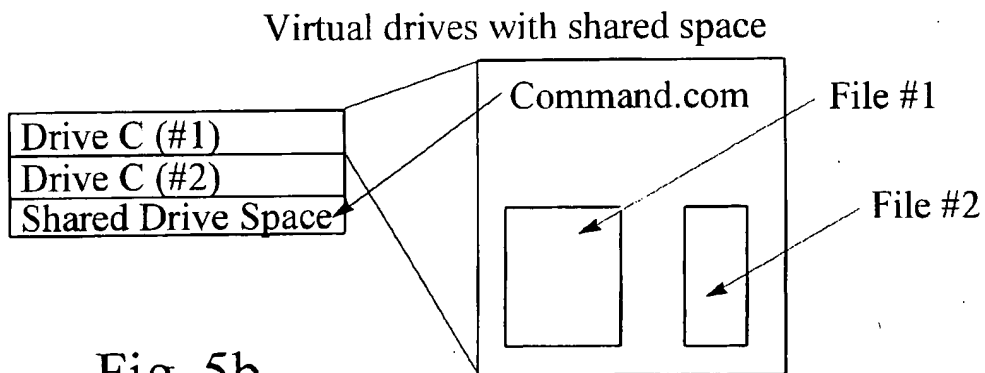 Virtual drives with shared space
Command.com
File #1
Drive C (#1)
Drive C (#2)
Shared Drive Space
File #2
Fig. 5b